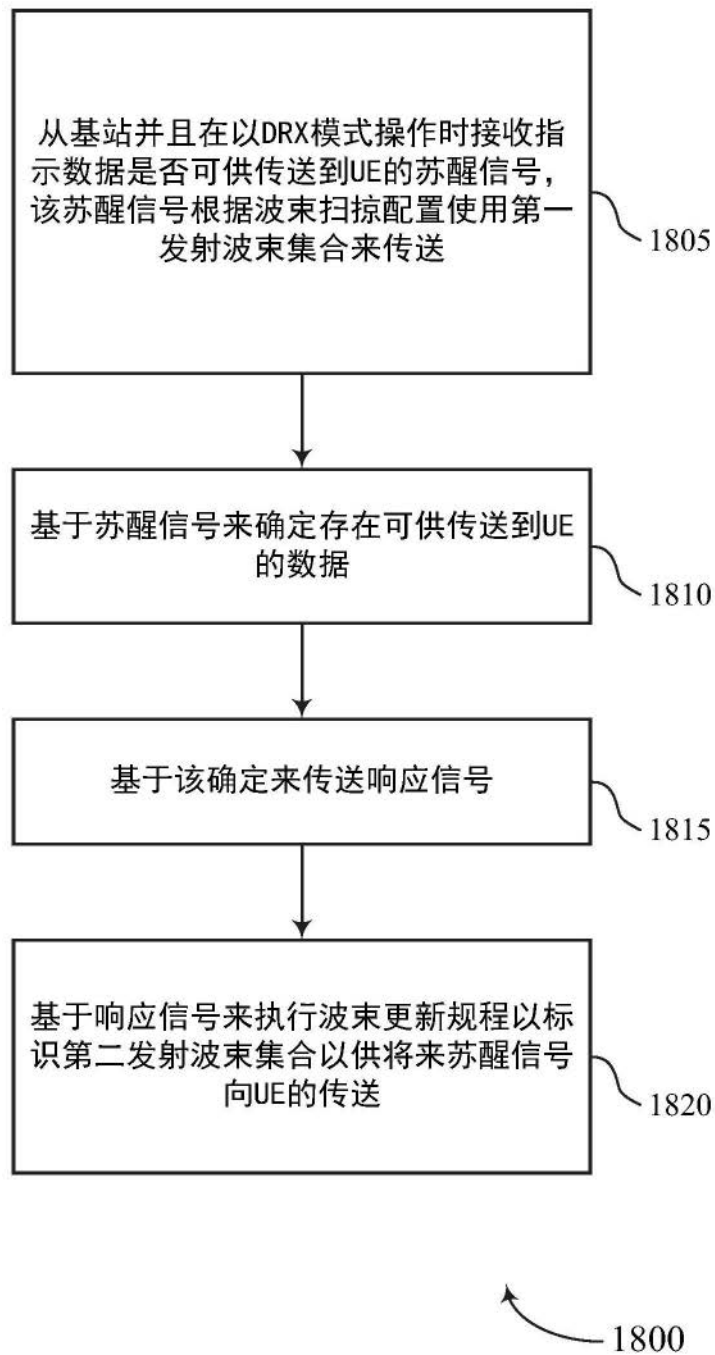 从基站并且在以DRX模式操作时接收指
示数据是否可供传送到UE的苏醒信号，
该苏醒信号根据波束扫掠配置使用第一
发射波束集合来传送
1805
基于苏醒信号来确定存在可供传送到UE
的数据
1810
基于该确定来传送响应信号
1815
基于响应信号来执行波束更新规程以标
识第二发射波束集合以供将来苏醒信号
向UE的传送
1820
1800